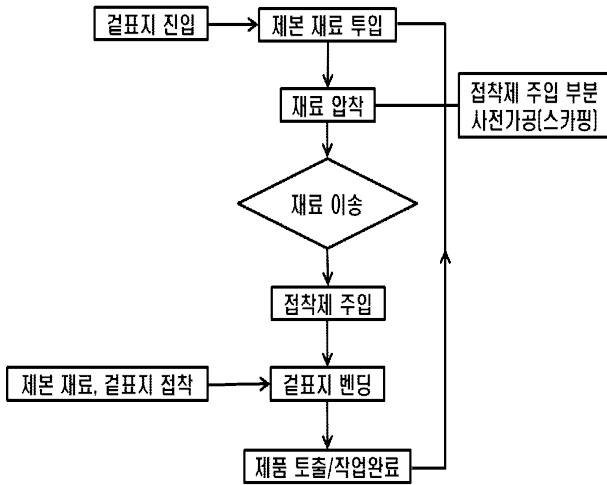 겉표지 진입
제본 재료 투입
재료 압착
접착제 주입 부분
사전가공(스카핑)
재료 이송
접착제 주입
제본 재료, 겉표지 접착
겉표지 벤딩
제품 토출/작업완료